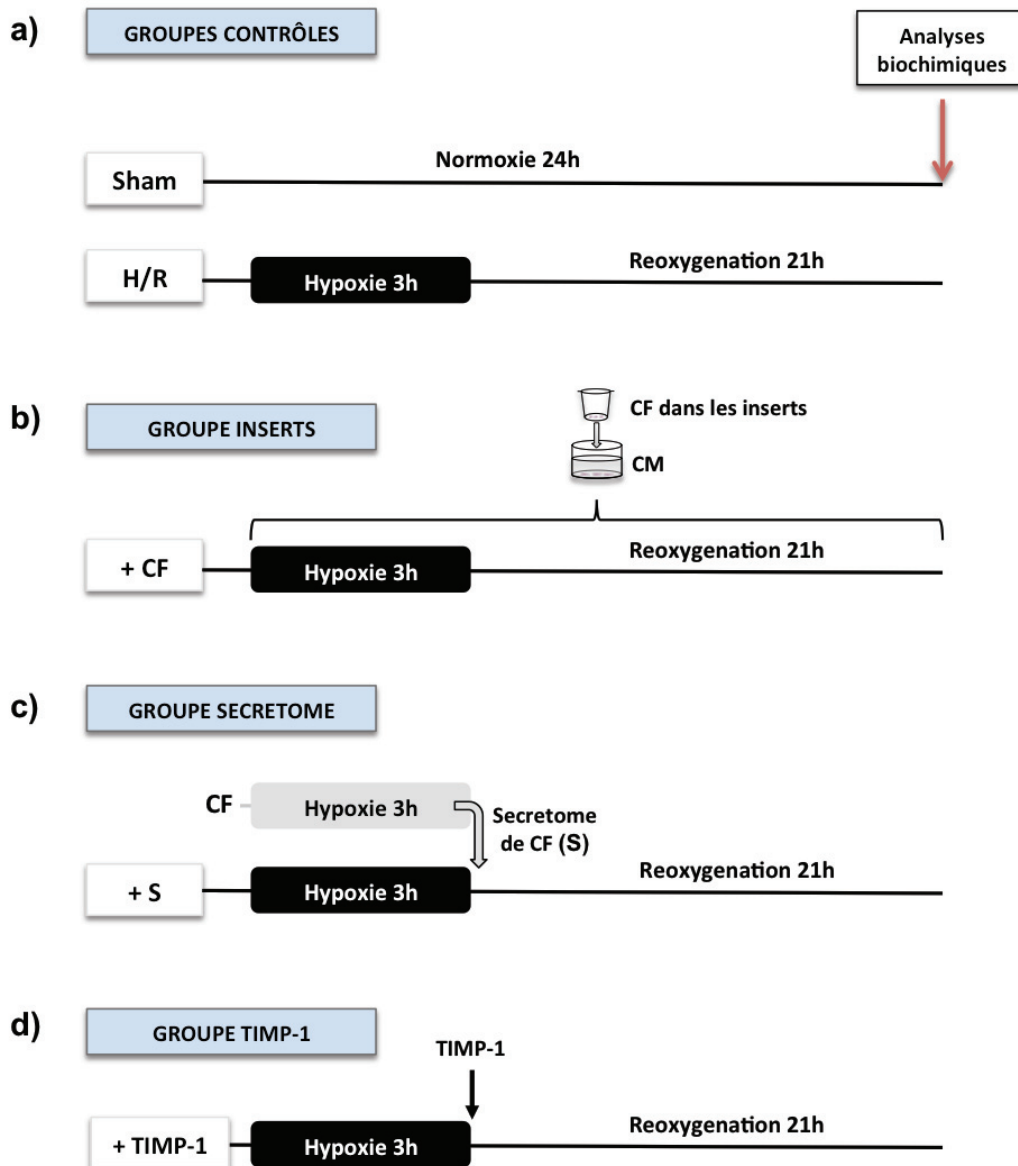 a)
GROUPES CONTRÔLES
Analyses
biochimiques
Sham
Normoxie 24h
H/R
Hypoxie 3h
Reoxygenation 21h
b)
GROUPE INSERTS
CF dans les inserts
CM
+ CF
Hypoxie 3h
Reoxygenation 21h
c)
GROUPE SECRETOME
CF
Hypoxie 3h
Secretome
de CF (S)
+ S
Hypoxie 3h
Reoxygenation 21h
d)
GROUPE TIMP-1
TIMP-1
+ TIMP-1
Hypoxie 3h
Reoxygenation 21h